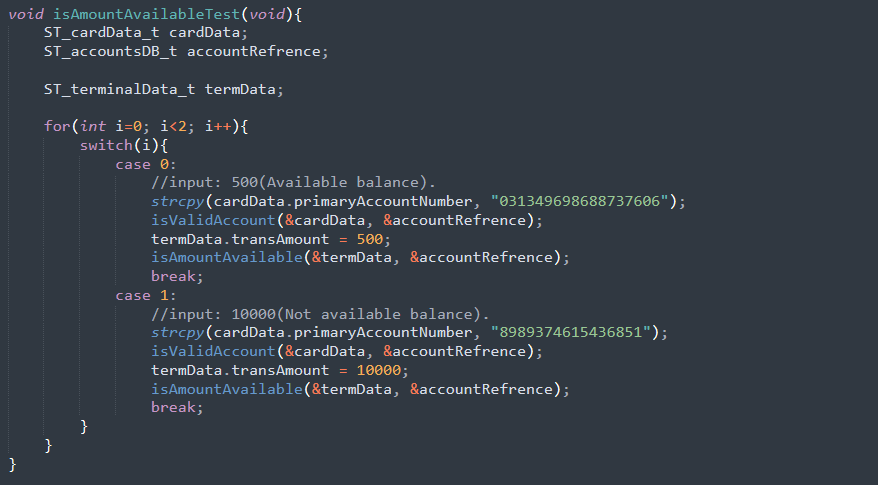 void isAmountAvailableTest(void){
    ST_cardData_t cardData;
    ST_accountsDB_t accountRefrence;

    ST_terminalData_t termData;

    for(int i=0; i<2; i++){
        switch(i){
            case 0:
                //input: 500(Available balance).
                strcpy(cardData.primaryAccountNumber, "031349698688737606");
                isValidAccount(&cardData, &accountRefrence);
                termData.transAmount = 500;
                isAmountAvailable(&termData, &accountRefrence);
                break;
            case 1:
                //input: 10000(Not available balance).
                strcpy(cardData.primaryAccountNumber, "8989374615436851");
                isValidAccount(&cardData, &accountRefrence);
                termData.transAmount = 10000;
                isAmountAvailable(&termData, &accountRefrence);
                break;
        }
    }
}